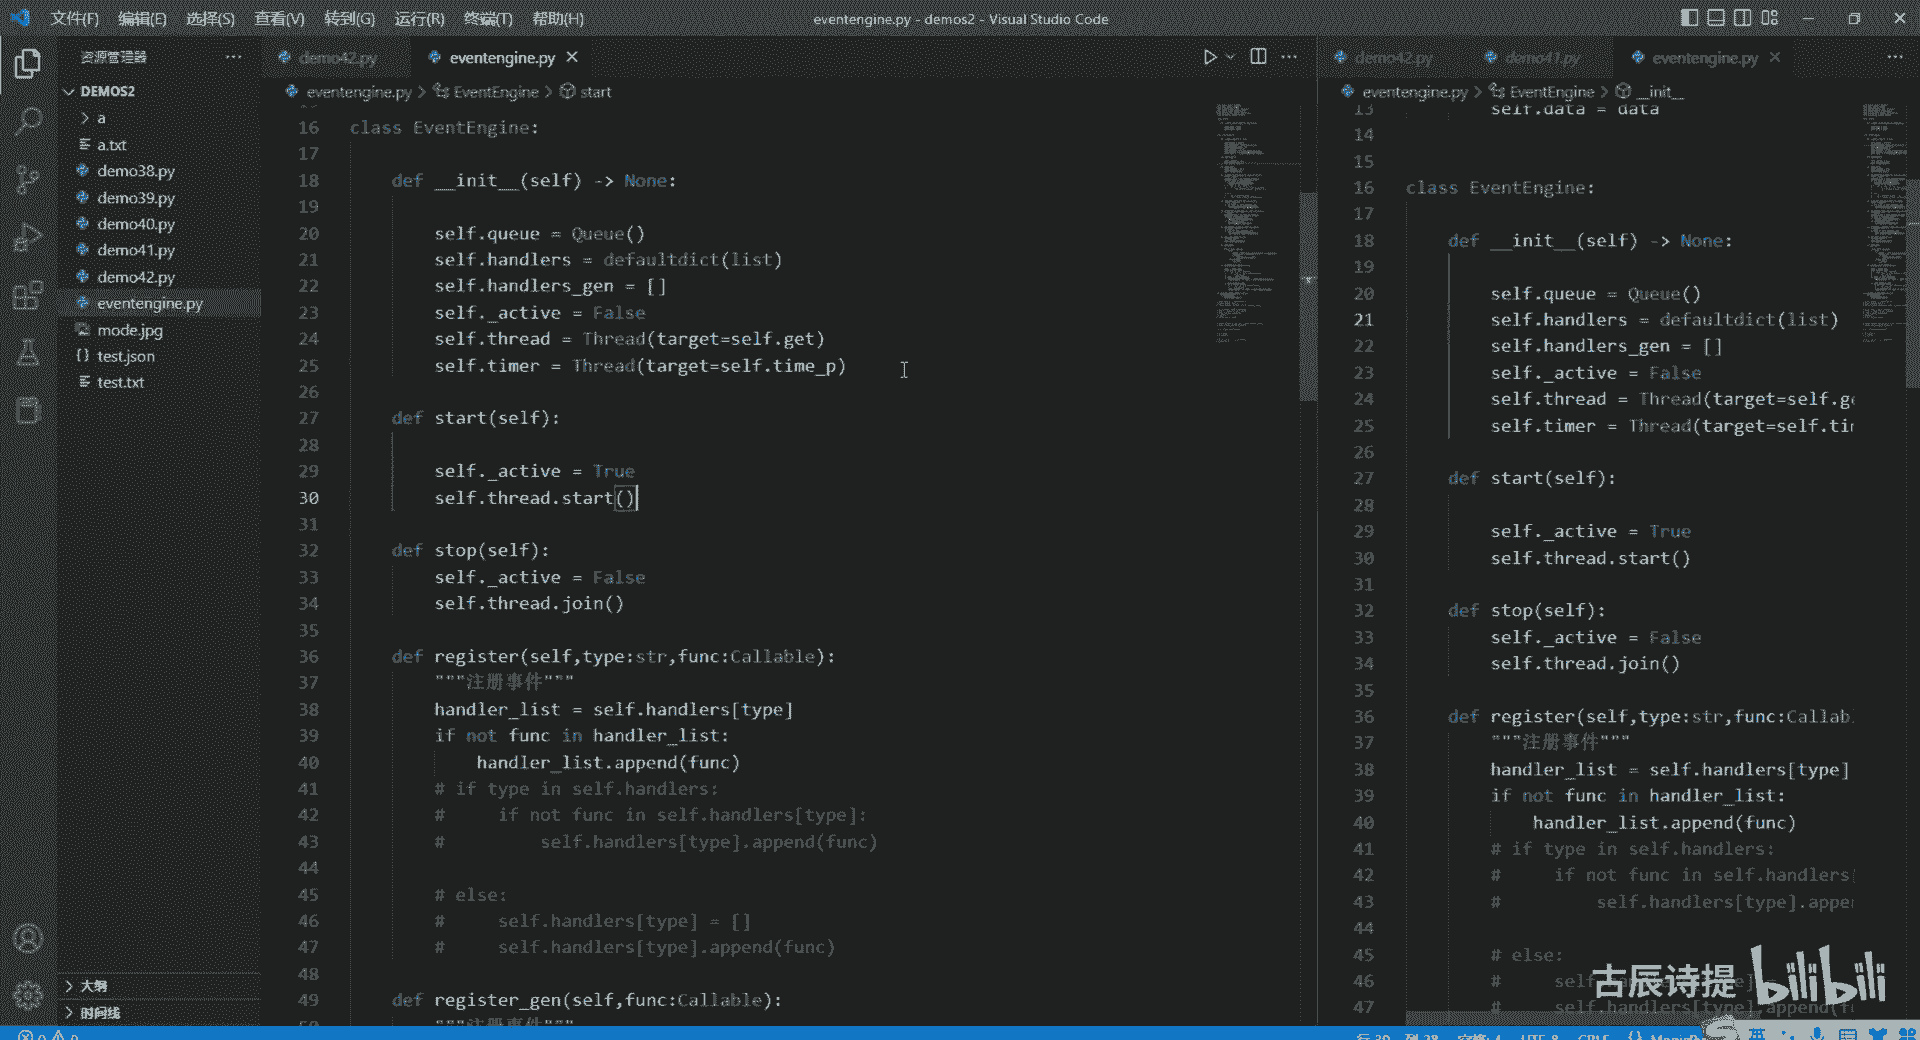 文件(F) 编辑(E) 选择(S) 查看(V) 转到(G) 运行(R) 终端(T) 帮助(H)
eventengine.py - demos2 - Visual Studio Code
资源管理器
DEMOS2
a
a.txt
demo38.py
demo39.py
demo40.py
demo41.py
demo42.py
eventengine.py
mode.jpg
{} test.json
test.txt
大纲
时间线
demo42.py eventengine.py
eventengine.py > EventEngine > start
16 class EventEngine:
17
18 def __init__(self) -> None:
19
20 self.queue = Queue()
21 self.handlers = defaultdict(list)
22 self.handlers_gen = []
23 self._active = False
24 self.thread = Thread(target=self.get)
25 self.timer = Thread(target=self.time_p)
26
27 def start(self):
28
29 self._active = True
30 self.thread.start()
31
32 def stop(self):
33 self._active = False
34 self.thread.join()
35
36 def register(self,type:str,func:Callable):
37 """注册事件"""
38 handler_list = self.handlers[type]
39 if not func in handler_list:
40 handler_list.append(func)
41 # if type in self.handlers:
42 # if not func in self.handlers[type]:
43 # self.handlers[type].append(func)
44
45 # else:
46 # self.handlers[type] = []
47 # self.handlers[type].append(func)
48
49 def register_gen(self,func:Callable):
"""注册事件"""
demo42.py demo41.py eventengine.py
eventengine.py > EventEngine > __init__
13 self.data = data
14
15
16 class EventEngine:
17
18 def __init__(self) -> None:
19
20 self.queue = Queue()
21 self.handlers = defaultdict(list)
22 self.handlers_gen = []
23 self._active = False
24 self.thread = Thread(target=self.ge
25 self.timer = Thread(target=self.tim
26
27 def start(self):
28
29 self._active = True
30 self.thread.start()
31
32 def stop(self):
33 self._active = False
34 self.thread.join()
35
36 def register(self,type:str,func:Callab
37 """注册事件"""
38 handler_list = self.handlers[type]
39 if not func in handler_list:
40 handler_list.append(func)
41 # if type in self.handlers:
42 # if not func in self.handlers
43 # self.handlers[type].appe
44
45 # else:
46 #
47 #
古辰诗提 bilibili